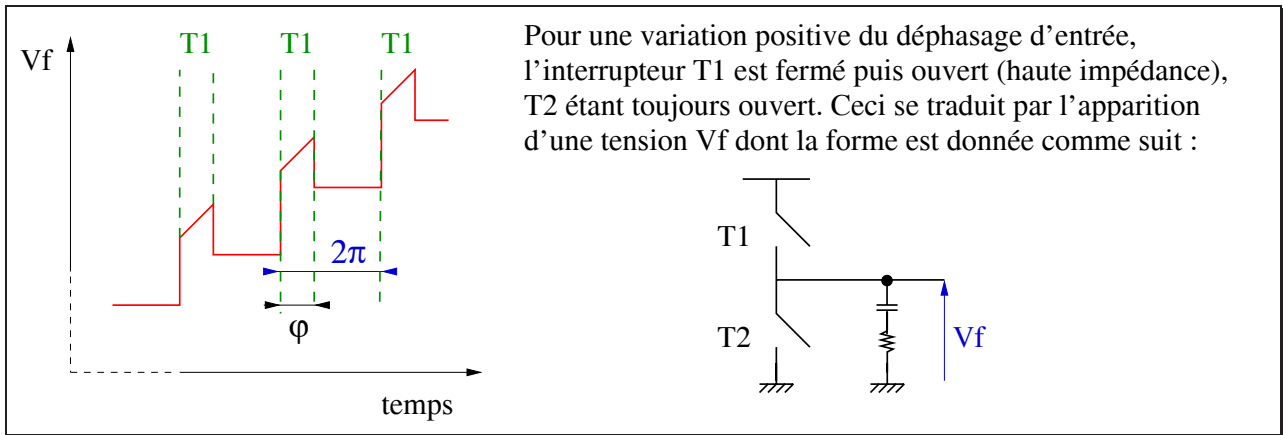 Vf
T1 T1 T1
2π
φ
temps
Pour une variation positive du déphasage d'entrée,
l'interrupteur T1 est fermé puis ouvert (haute impédance),
T2 étant toujours ouvert. Ceci se traduit par l'apparition
d'une tension Vf dont la forme est donnée comme suit :
T1
T2
Vf